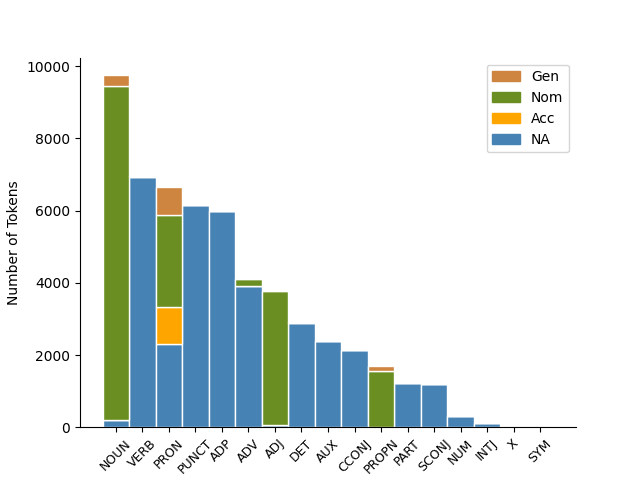 10000
8000
6000
4000
2000
0
Number of Tokens
Gen
Nom
Acc
NA
NOUN
VERB
PRON
PUNCT
ADP
ADV
ADJ
DET
AUX
CCONJ
PROPN
PART
SCONJ
NUM
INTJ
X
SYM